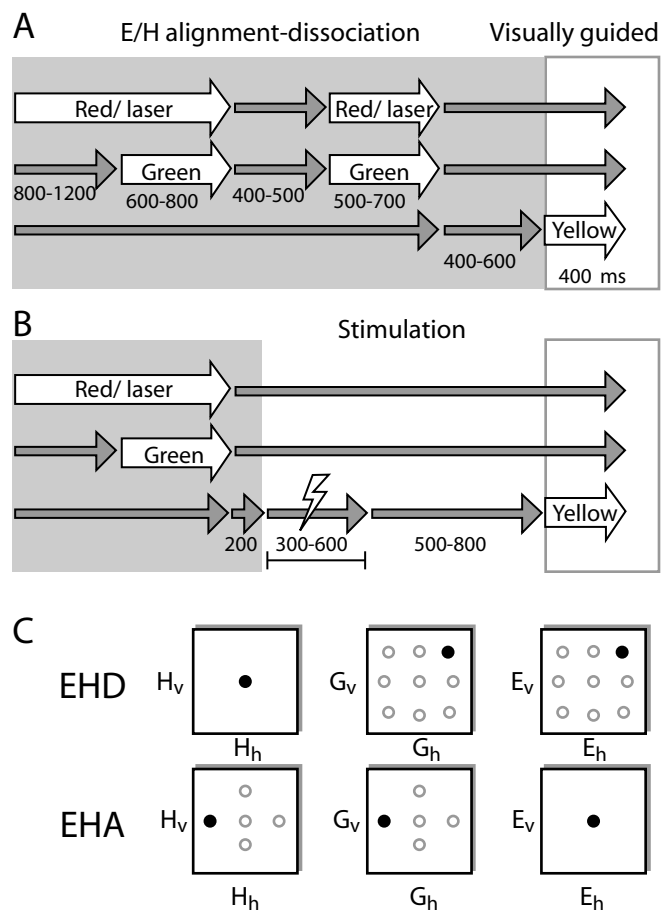 A
E/H alignment-dissociation Visually guided
Red/ laser Red/ laser
Green Green
800-1200 600-800 400-500 500-700
Yellow
400-600 400 ms
B
Stimulation
Red/ laser
Green
Yellow
200 300-600 500-800
C
EHD Hv Gv Ev
Hh Gh Eh
EHA Hv Gv Ev
Hh Gh Eh